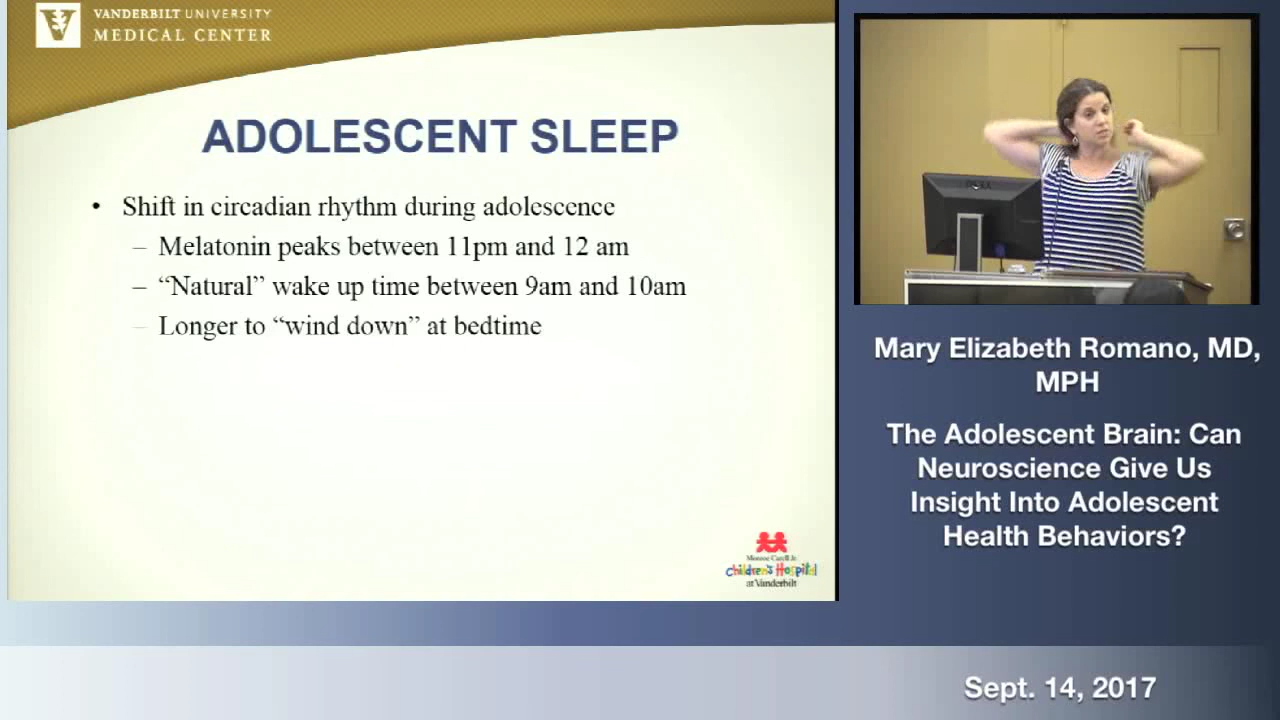 VANDERBILT UNIVERSITY
MEDICAL CENTER
ADOLESCENT SLEEP
• Shift in circadian rhythm during adolescence
– Melatonin peaks between 11pm and 12 am
– “Natural” wake up time between 9am and 10am
– Longer to “wind down” at bedtime
Monroe Carell Jr.
Children's Hospital
at Vanderbilt
Mary Elizabeth Romano, MD,
MPH
The Adolescent Brain: Can
Neuroscience Give Us
Insight Into Adolescent
Health Behaviors?
Sept. 14, 2017